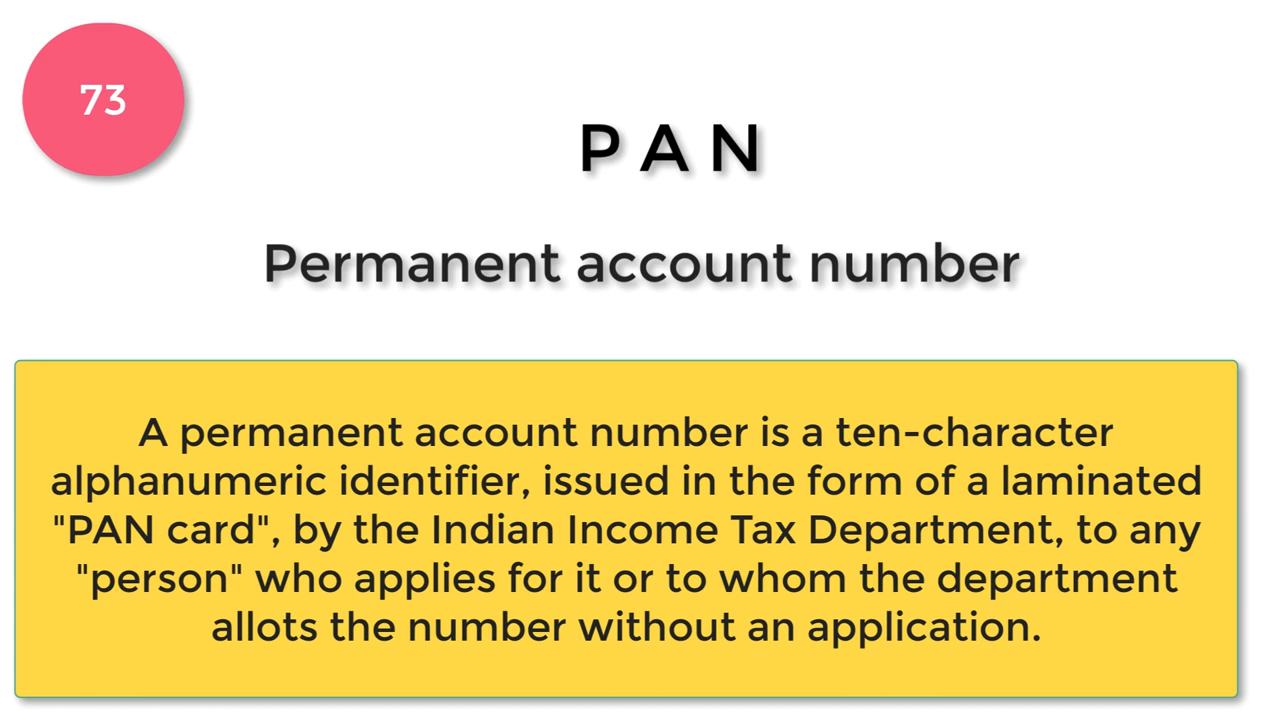 73
P A N
Permanent account number
A permanent account number is a ten-character
alphanumeric identifier, issued in the form of a laminated
"PAN card", by the Indian Income Tax Department, to any
"person" who applies for it or to whom the department
allots the number without an application.